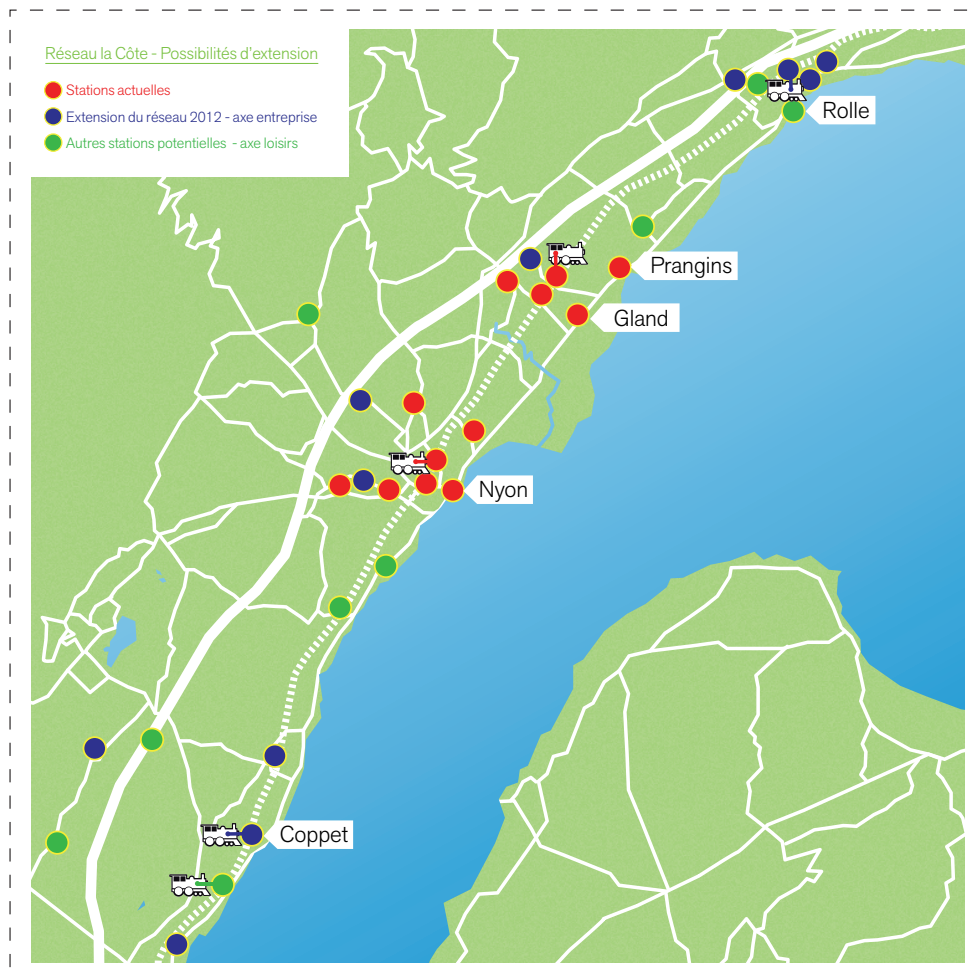 Réseau la Côte - Possibilités d'extension
Stations actuelles
Extension du réseau 2012 - axe entreprise
Autres stations potentielles - axe loisirs
Rolle
Prangins
Gland
Nyon
Coppet